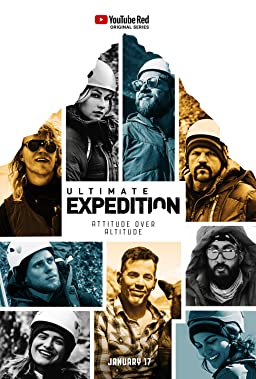 YouTube Red
ORIGINAL SERIES
ULTIMATE
EXPEDITION
ATTITUDE OVER
ALTITUDE
JANUARY 17